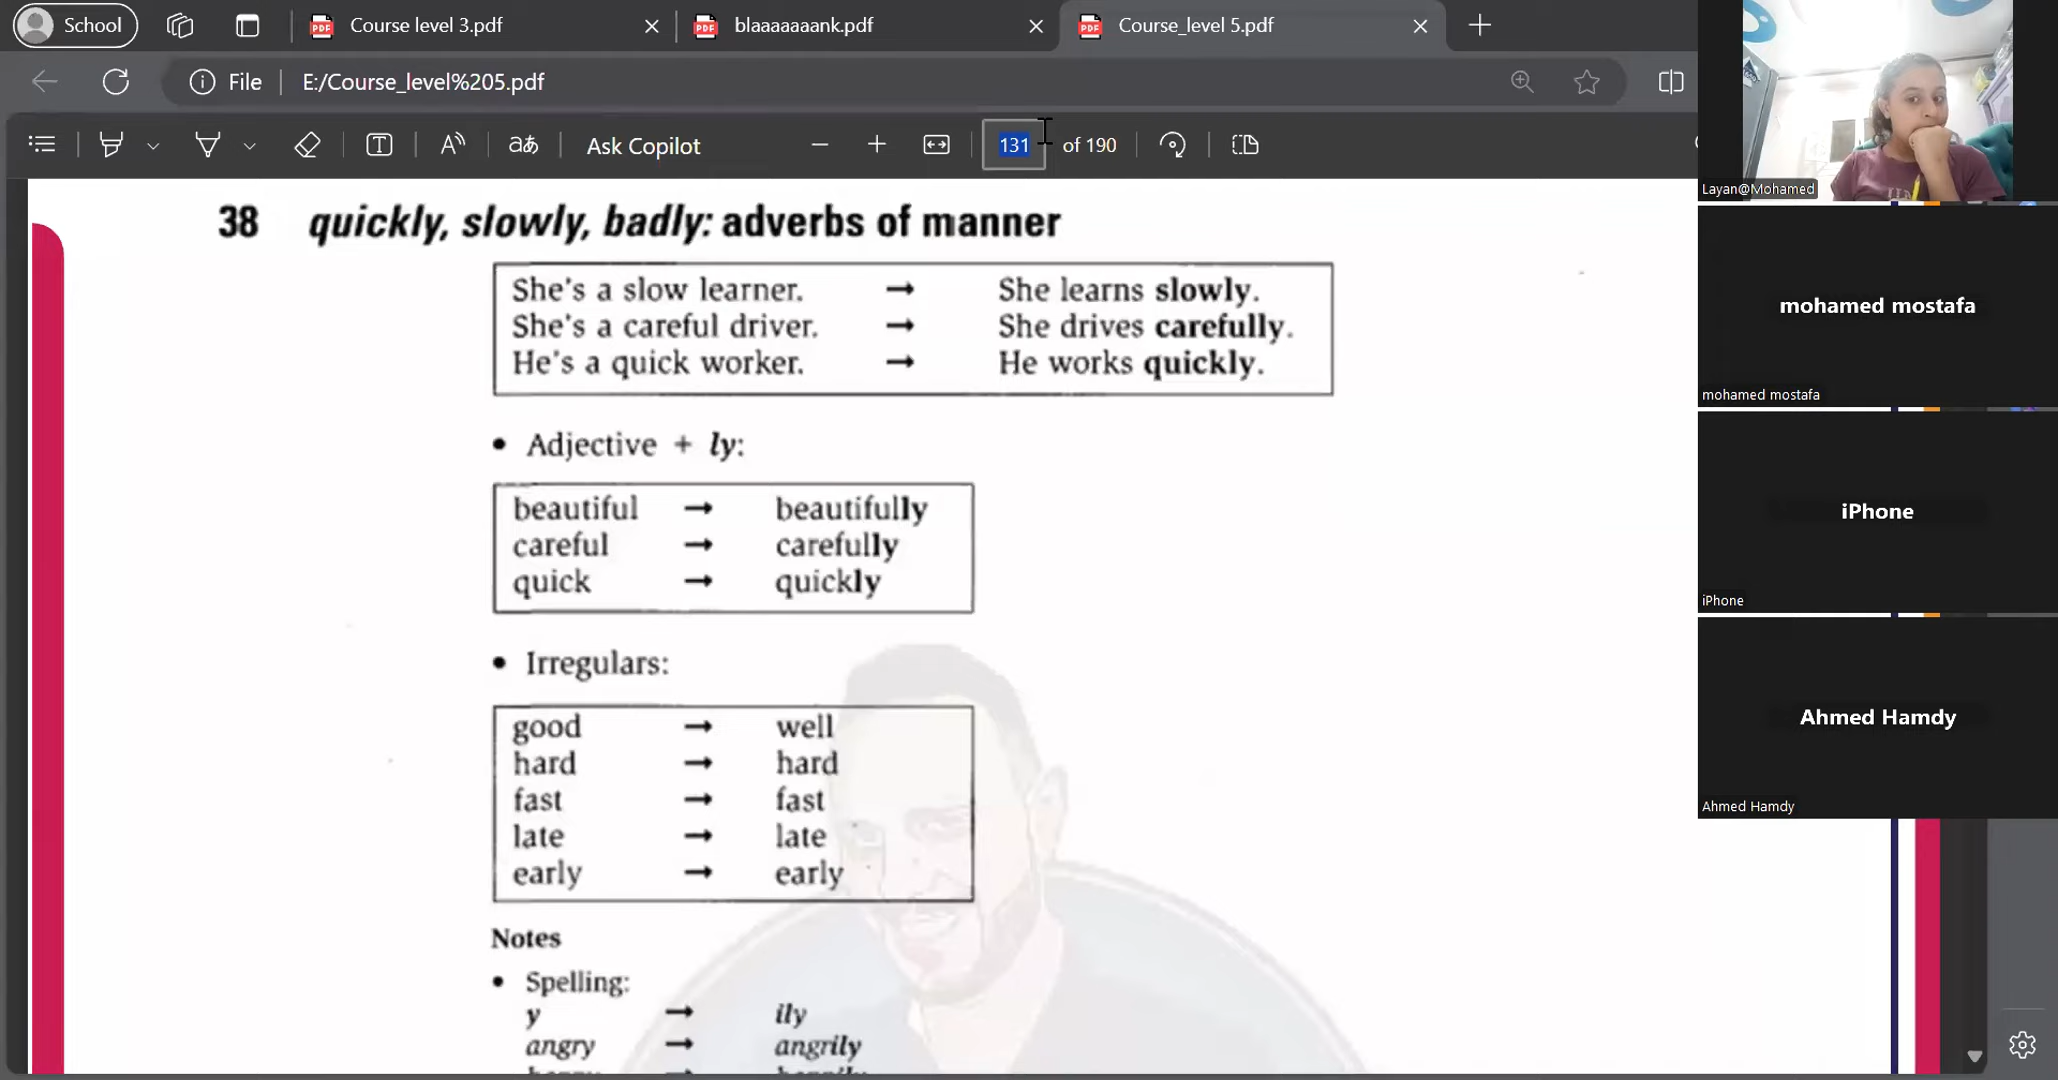 School
Course level 3.pdf
blaaaaaaank.pdf
Course_level 5.pdf
File
E:/Course_level%205.pdf
Ask Copilot
131 of 190
38 quickly, slowly, badly: adverbs of manner
She's a slow learner. → She learns slowly.
She's a careful driver. → She drives carefully.
He's a quick worker. → He works quickly.
• Adjective + ly:
beautiful → beautifully
careful → carefully
quick → quickly
• Irregulars:
good → well
hard → hard
fast → fast
late → late
early → early
Notes
• Spelling:
y → ily
angry → angrily
Layan@Mohamed
mohamed mostafa
mohamed mostafa
iPhone
iPhone
Ahmed Hamdy
Ahmed Hamdy